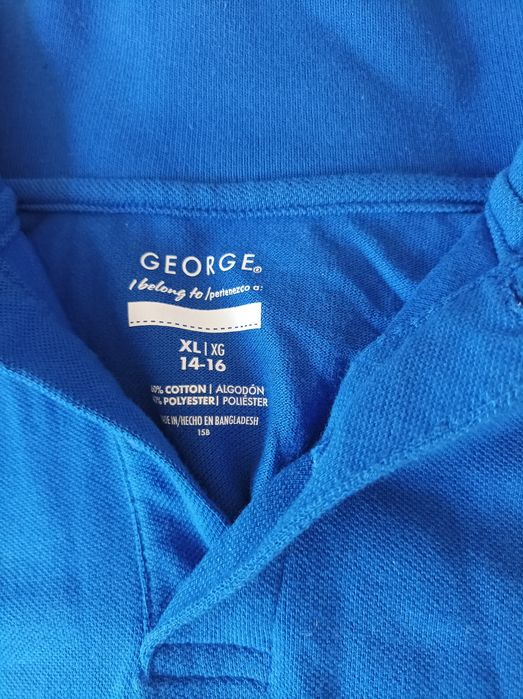 GEORGE®
I belong to/pertenezco a:
XL | XG
14-16
COTTON | ALGODÓN
POLYESTER | POLIÉSTER
IN/HECHO EN BANGLADESH
15B